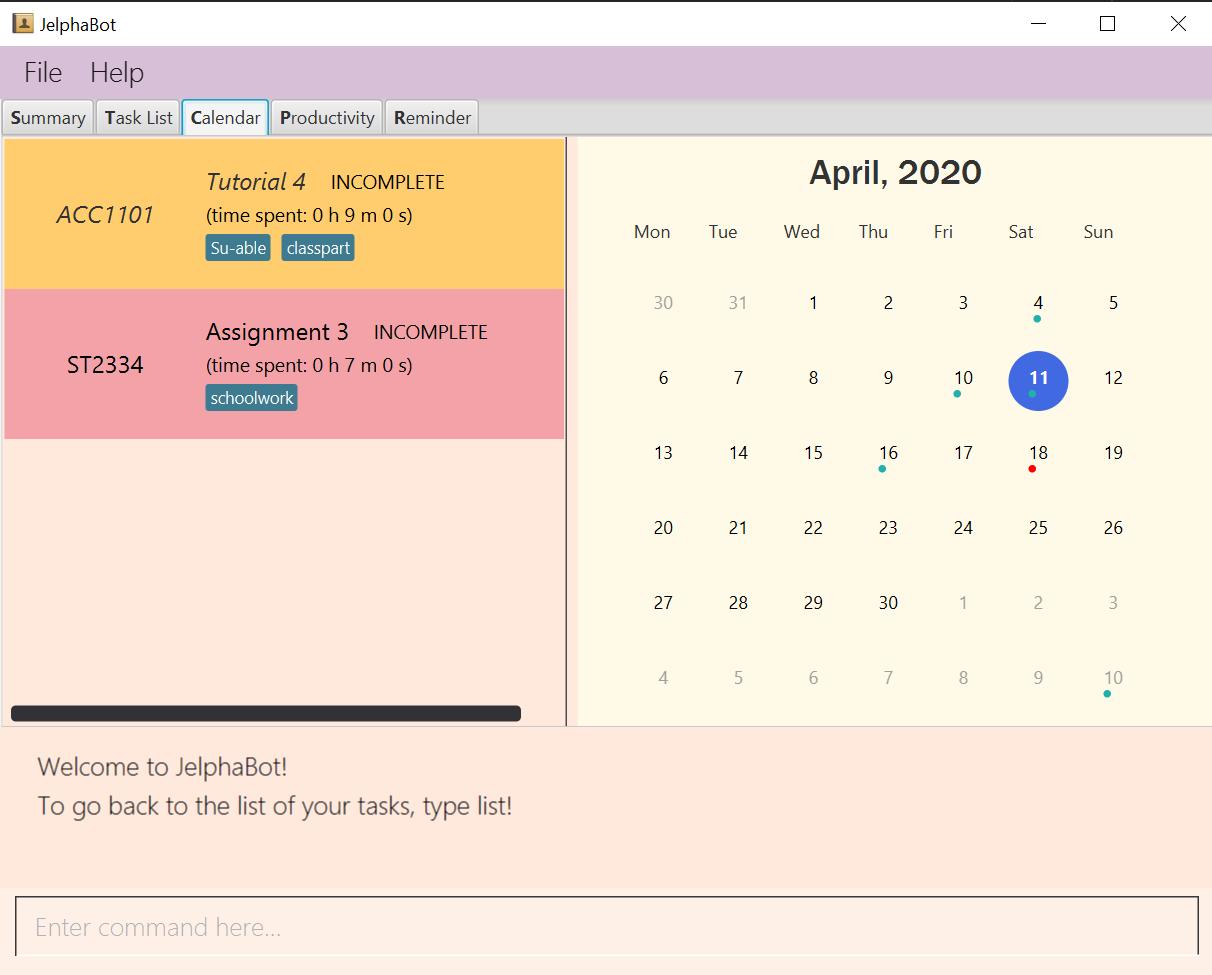 JelphaBot
File Help
Summary Task List Calendar Productivity Reminder
ACC1101
Tutorial 4 INCOMPLETE
(time spent: 0 h 9 m 0 s)
Su-able classpart
ST2334
Assignment 3 INCOMPLETE
(time spent: 0 h 7 m 0 s)
schoolwork
April, 2020
Mon Tue Wed Thu Fri Sat Sun
30 31 1 2 3 4 5
6 7 8 9 10 11 12
13 14 15 16 17 18 19
20 21 22 23 24 25 26
27 28 29 30 1 2 3
4 5 6 7 8 9 10
Welcome to JelphaBot!
To go back to the list of your tasks, type list!
Enter command here...